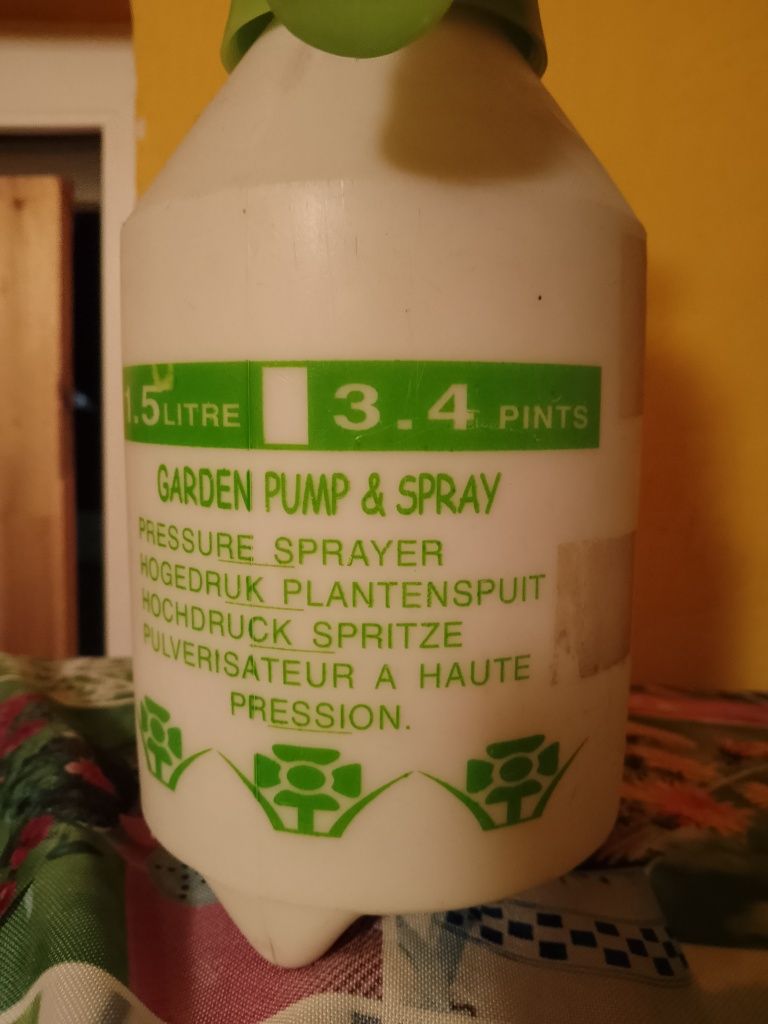 1.5 LITRE 3.4 PINTS
GARDEN PUMP & SPRAY
PRESSURE SPRAYER
HOGEDRUK PLANTENSPUIT
HOCHDRUCK SPRITZE
PULVERISATEUR A HAUTE
PRESSION.